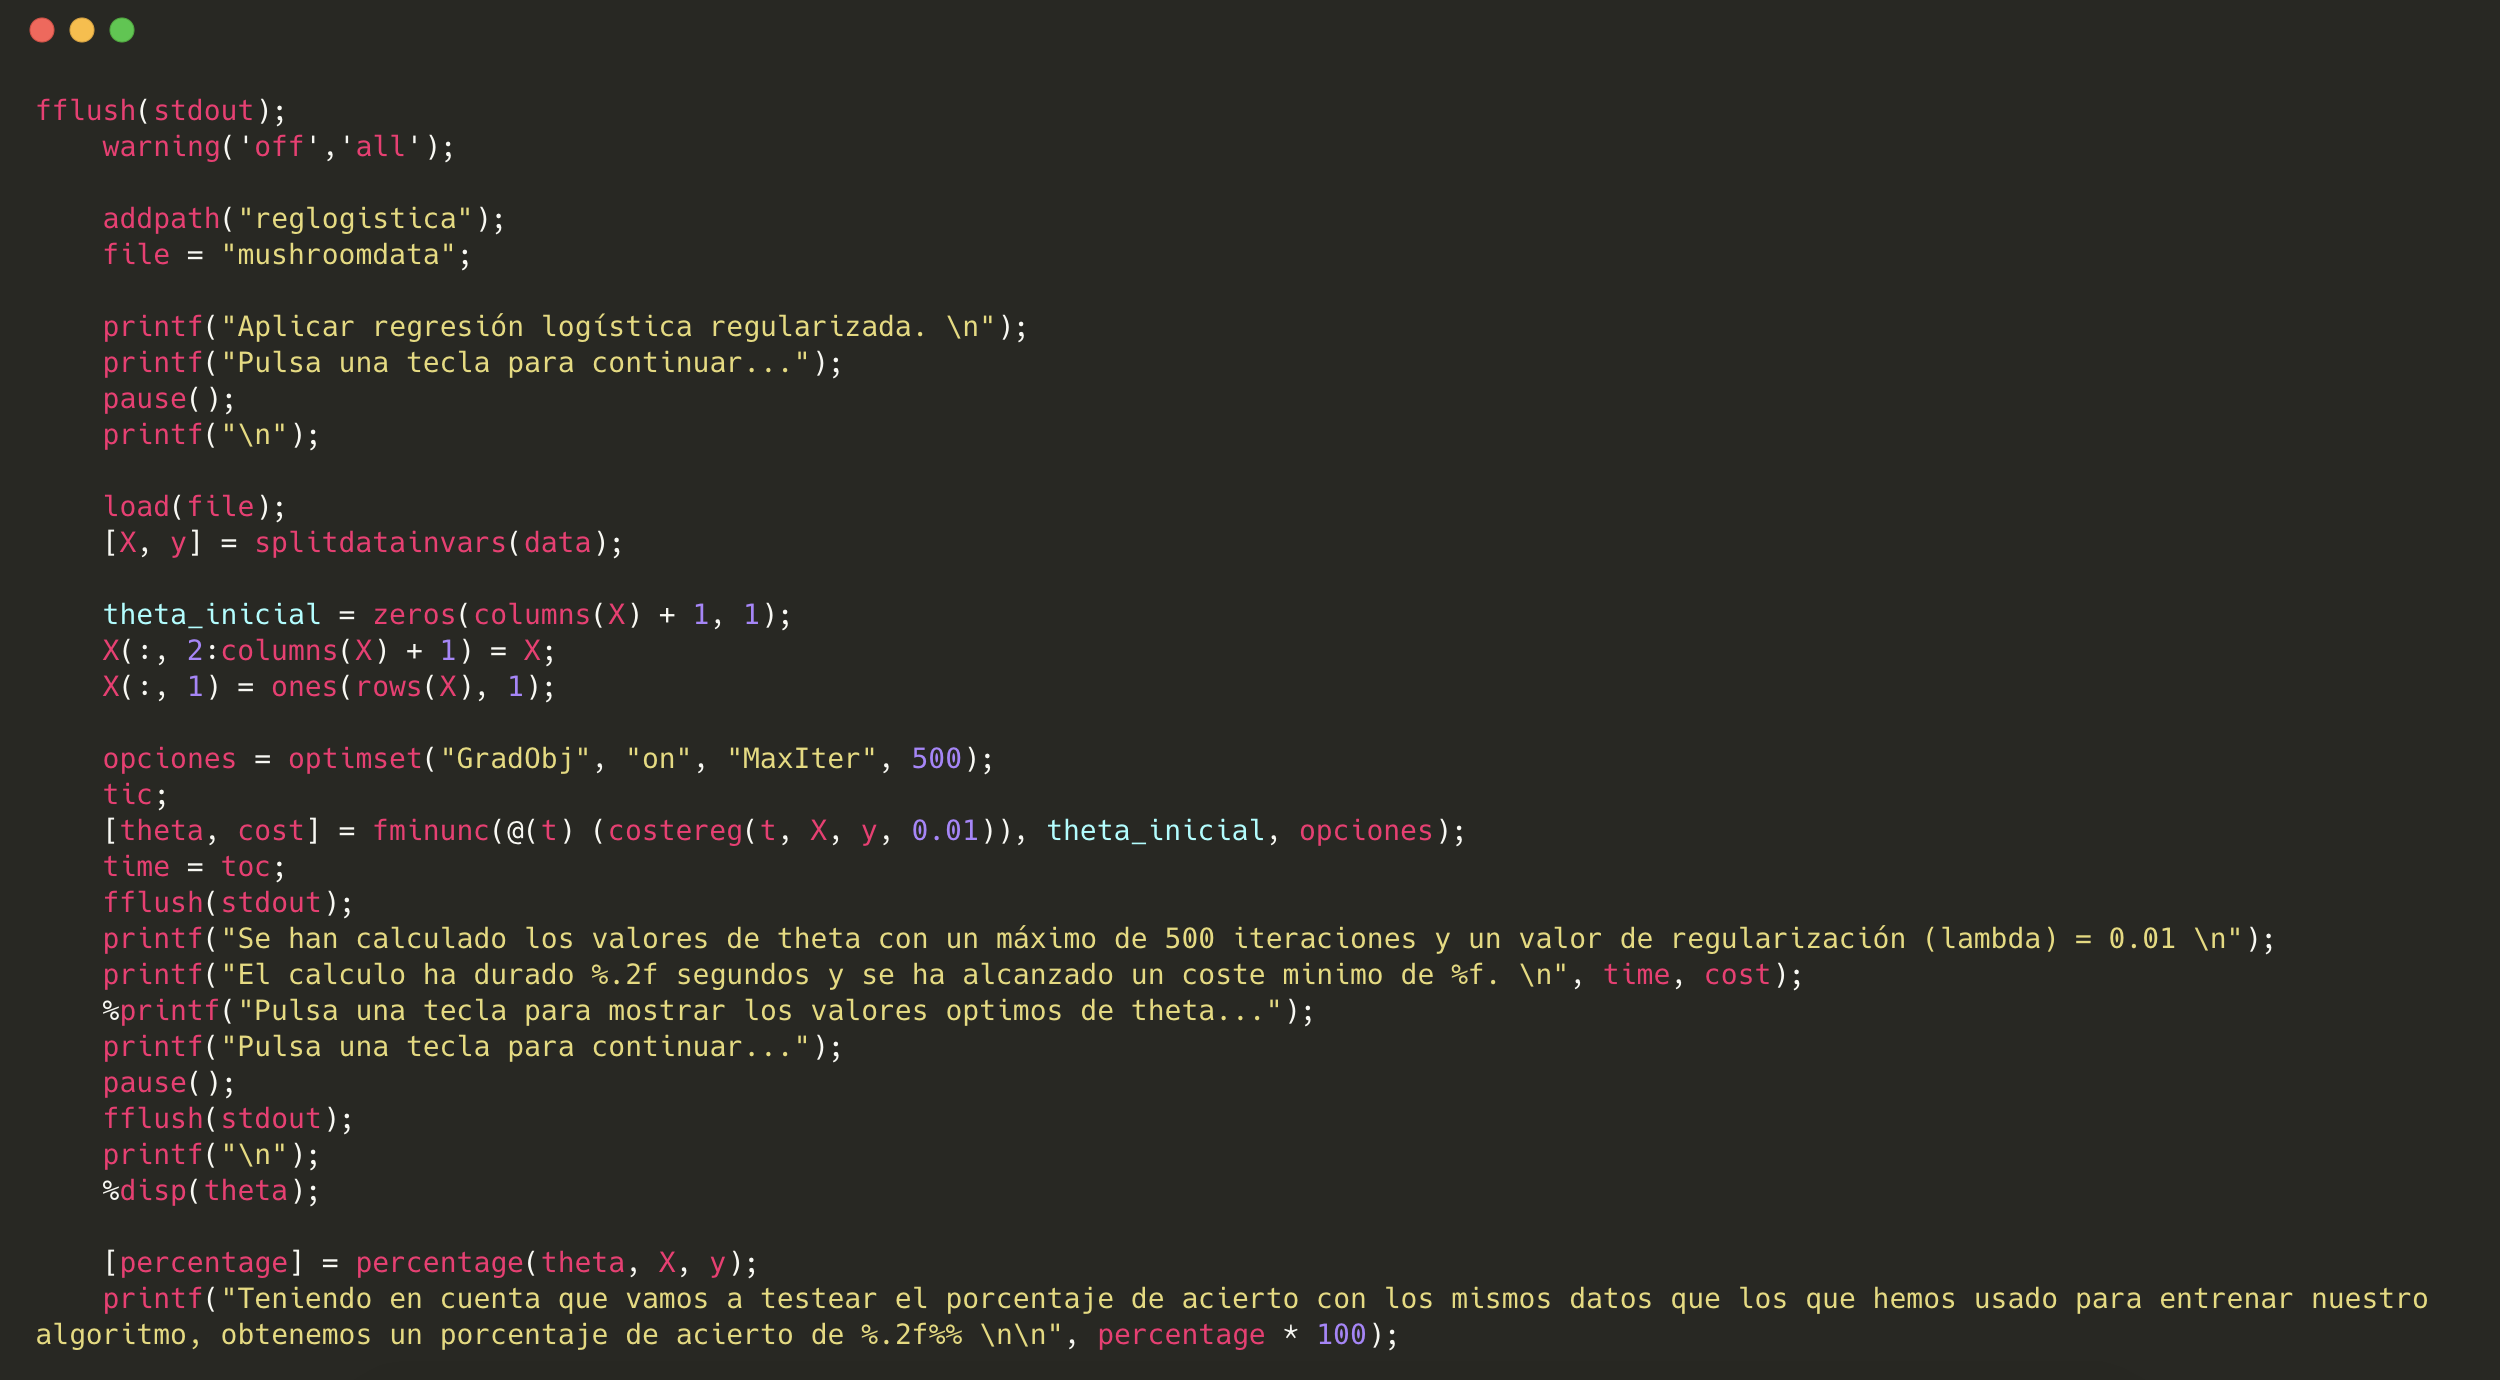 fflush(stdout);
    warning('off','all');

    addpath("reglogistica");
    file = "mushroomdata";

    printf("Aplicar regresión logística regularizada. \n");
    printf("Pulsa una tecla para continuar...");
    pause();
    printf("\n");

    load(file);
    [X, y] = splitdatainvars(data);

    theta_inicial = zeros(columns(X) + 1, 1);
    X(:, 2:columns(X) + 1) = X;
    X(:, 1) = ones(rows(X), 1);

    opciones = optimset("GradObj", "on", "MaxIter", 500);
    tic;
    [theta, cost] = fminunc(@(t) (costereg(t, X, y, 0.01)), theta_inicial, opciones);
    time = toc;
    fflush(stdout);
    printf("Se han calculado los valores de theta con un máximo de 500 iteraciones y un valor de regularización (lambda) = 0.01 \n");
    printf("El calculo ha durado %.2f segundos y se ha alcanzado un coste minimo de %f. \n", time, cost);
    %printf("Pulsa una tecla para mostrar los valores optimos de theta...");
    printf("Pulsa una tecla para continuar...");
    pause();
    fflush(stdout);
    printf("\n");
    %disp(theta);

    [percentage] = percentage(theta, X, y);
    printf("Teniendo en cuenta que vamos a testear el porcentaje de acierto con los mismos datos que los que hemos usado para entrenar nuestro
algoritmo, obtenemos un porcentaje de acierto de %.2f%% \n\n", percentage * 100);